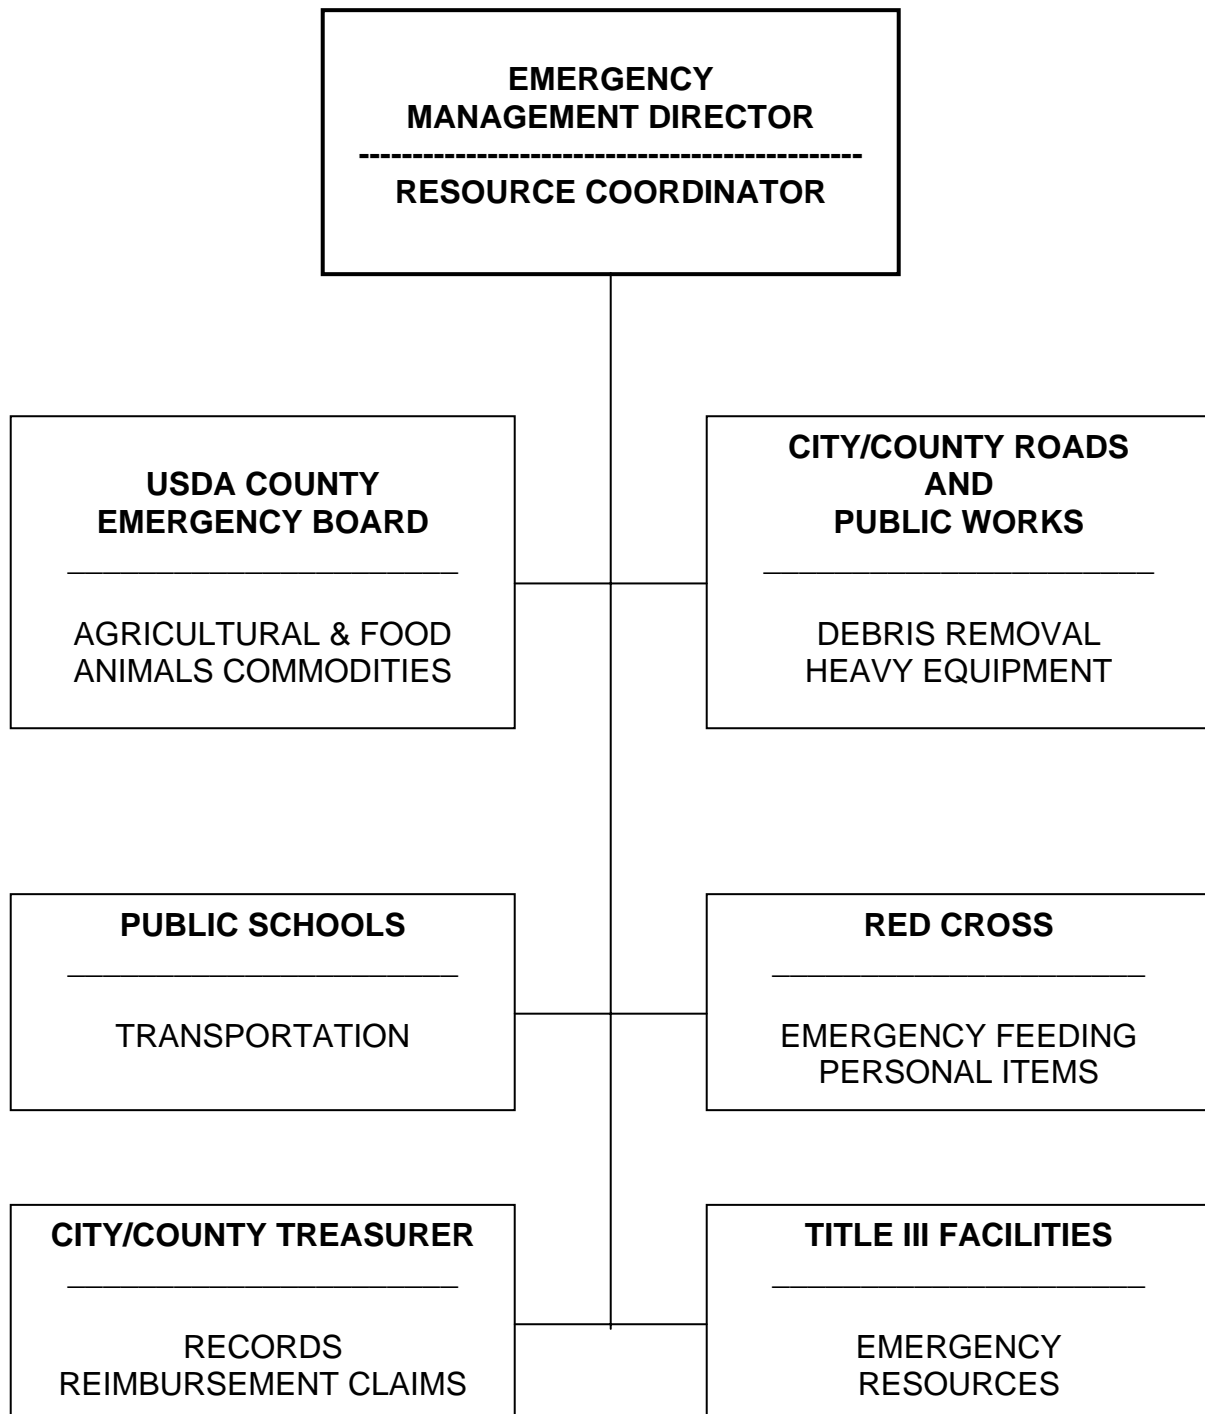 EMERGENCY
MANAGEMENT DIRECTOR
-----------------------------------------------
RESOURCE COORDINATOR
USDA COUNTY
EMERGENCY BOARD
AGRICULTURAL & FOOD
ANIMALS COMMODITIES
CITY/COUNTY ROADS
AND
PUBLIC WORKS
DEBRIS REMOVAL
HEAVY EQUIPMENT
PUBLIC SCHOOLS
TRANSPORTATION
RED CROSS
EMERGENCY FEEDING
PERSONAL ITEMS
CITY/COUNTY TREASURER
RECORDS
REIMBURSEMENT CLAIMS
TITLE III FACILITIES
EMERGENCY
RESOURCES